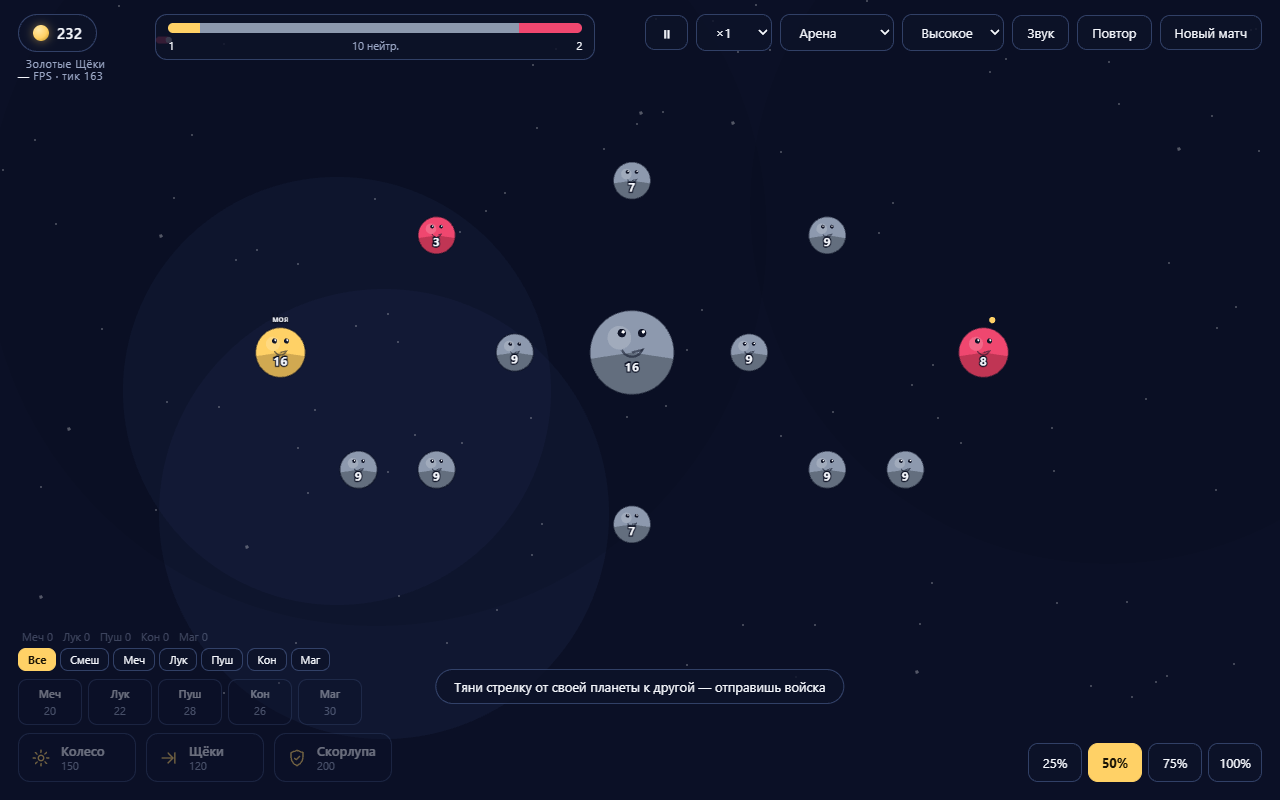 232
Золотые Щёки
— FPS · тик 163
1 10 нейтр. 2
×1 Арена Высокое Звук Повтор Новый матч
7
3 9
моя
16 9 16 9 8
9 9 9 9
7
Меч 0 Лук 0 Пуш 0 Кон 0 Маг 0
Все Смеш Меч Лук Пуш Кон Маг
Меч Лук Пуш Кон Маг
20 22 28 26 30
Тяни стрелку от своей планеты к другой — отправишь войска
Колесо Щёки Скорлупа
150 120 200
25% 50% 75% 100%